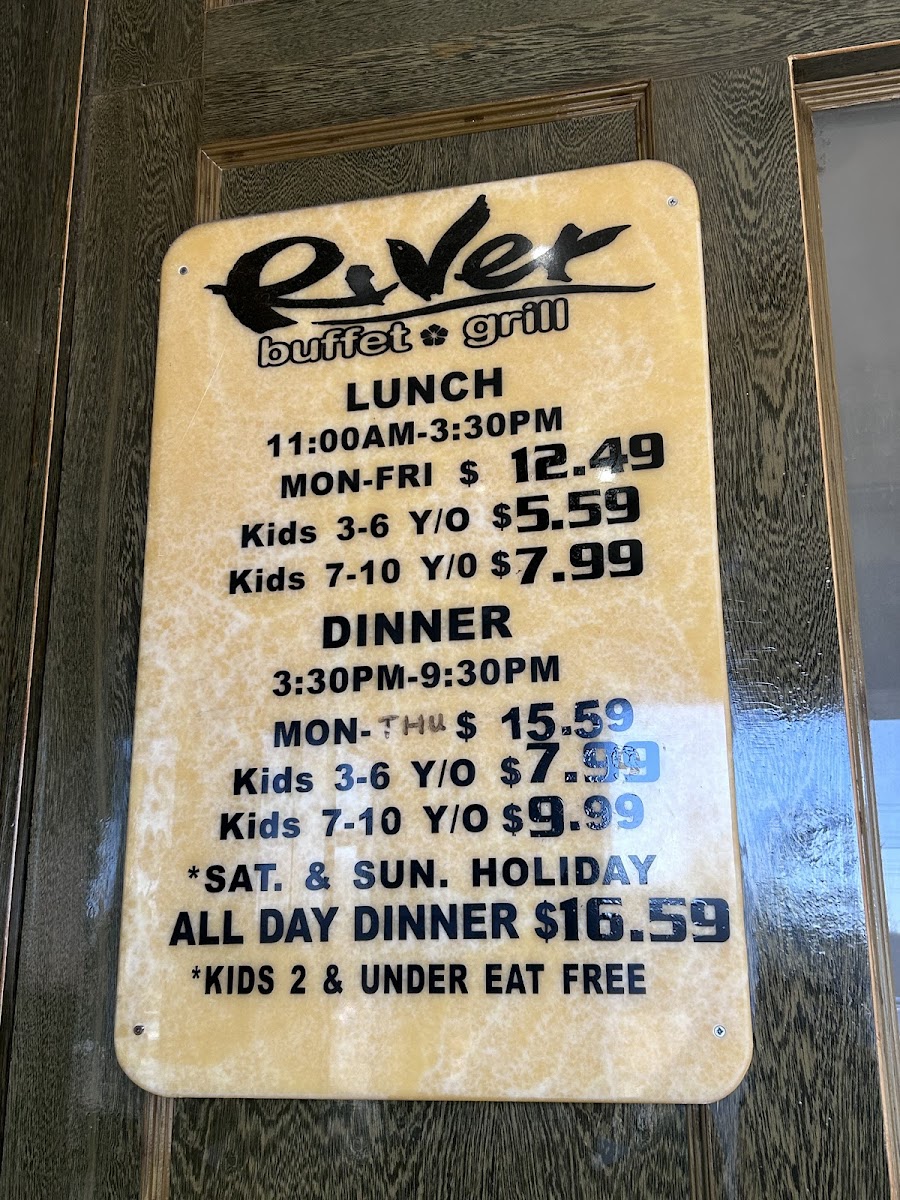 River
buffet grill
LUNCH
11:00AM-3:30PM
MON-FRI $ 12.49
Kids 3-6 Y/O $5.59
Kids 7-10 Y/0 $7.99
DINNER
3:30PM-9:30PM
MON-THU $ 15.59
Kids 3-6 Y/O $7.99
Kids 7-10 Y/O $9.99
*SAT. & SUN. HOLIDAY
ALL DAY DINNER $16.59
*KIDS 2 & UNDER EAT FREE